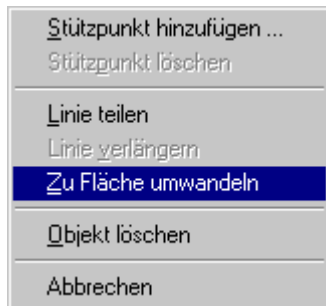 Stützpunkt hinzufügen ...
Stützpunkt löschen
Linie teilen
Linie verlängern
Zu Fläche umwandeln
Objekt löschen
Abbrechen